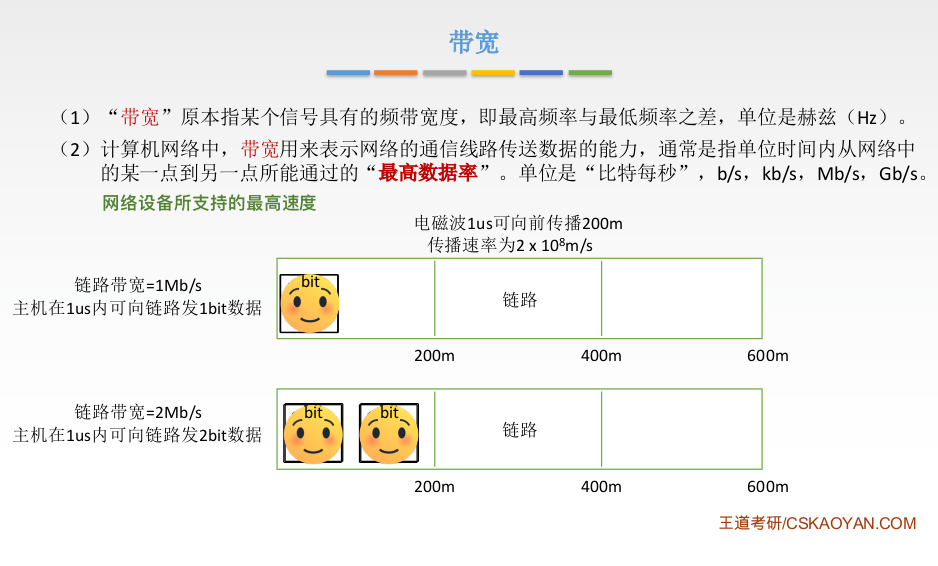 带宽
（1）“带宽”原本指某个信号具有的频带宽度，即最高频率与最低频率之差，单位是赫兹（Hz）。
（2）计算机网络中，带宽用来表示网络的通信线路传送数据的能力，通常是指单位时间内从网络中
的某一点到另一点所能通过的“最高数据率”。单位是“比特每秒”，b/s，kb/s，Mb/s，Gb/s。
网络设备所支持的最高速度
电磁波1us可向前传播200m
传播速率为2 x 10⁸m/s
链路带宽=1Mb/s
主机在1us内可向链路发1bit数据
bit
链路
200m
400m
600m
链路带宽=2Mb/s
主机在1us内可向链路发2bit数据
bit
bit
链路
200m
400m
600m
王道考研/CSKAOYAN.COM